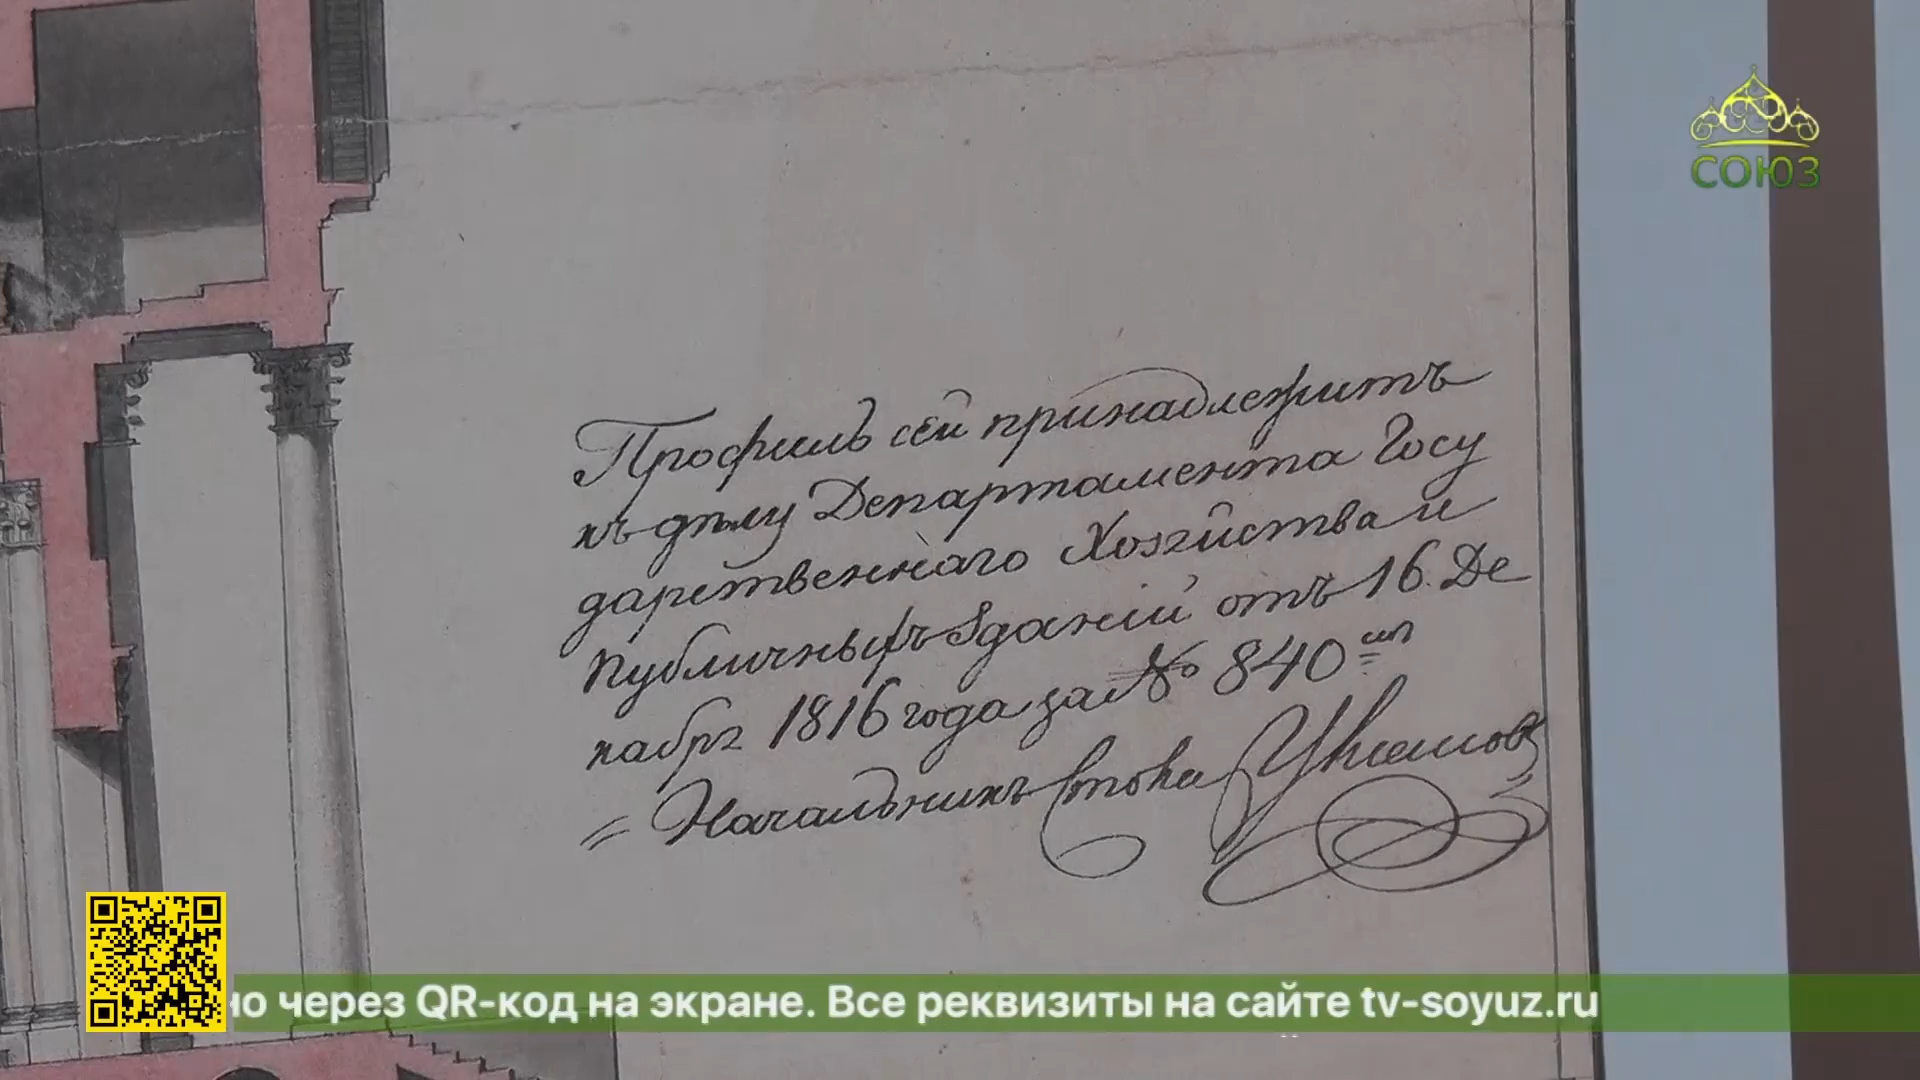 СОЮЗ
Профиль сей принадлежитъ
къ дѣлу Департамента Госу
дарственнаго Хозяйства и
Публичныхъ Зданій отъ 16. Де
кабря 1816 года за № 840 мъ
= Начальникъ Стола
но через QR-код на экране. Все реквизиты на сайте tv-soyuz.ru